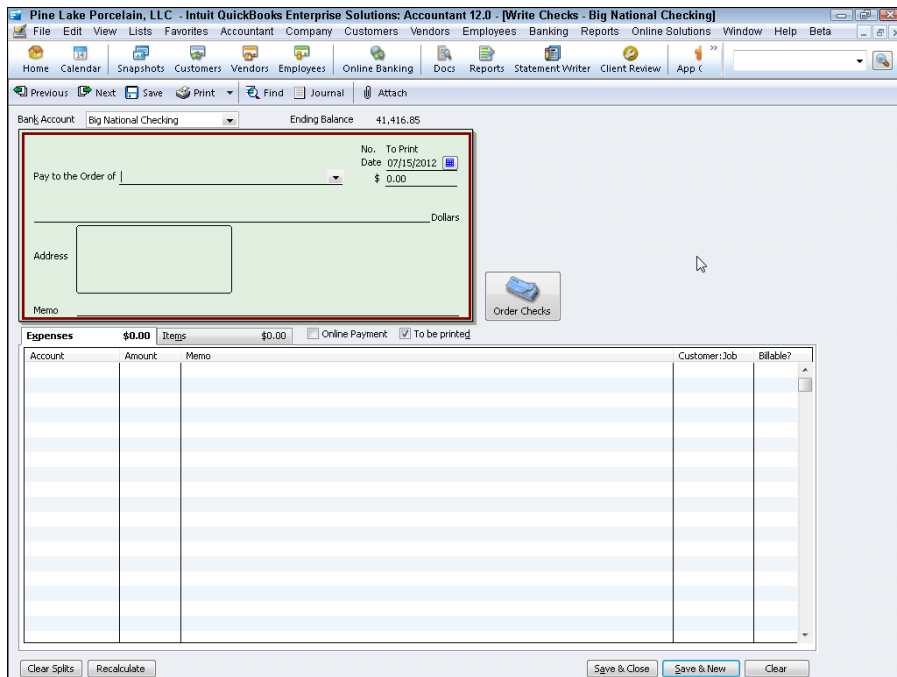 Pine Lake Porcelain, LLC - Intuit QuickBooks Enterprise Solutions: Accountant 12.0 - [Write Checks - Big National Checking]
File Edit View Lists Favorites Accountant Company Customers Vendors Employees Banking Reports Online Solutions Window Help Beta
Home Calendar Snapshots Customers Vendors Employees Online Banking Docs Reports Statement Writer Client Review App
Previous Next Save Print Find Journal Attach
Bank Account Big National Checking Ending Balance 41,416.85
No. To Print
Date 07/15/2012
Pay to the Order of $ 0.00
Dollars
Address
Order Checks
Memo
Expenses $0.00 Items $0.00 Online Payment To be printed
Account Amount Memo Customer:Job Billable?
Clear Splits Recalculate Save & Close Save & New Clear